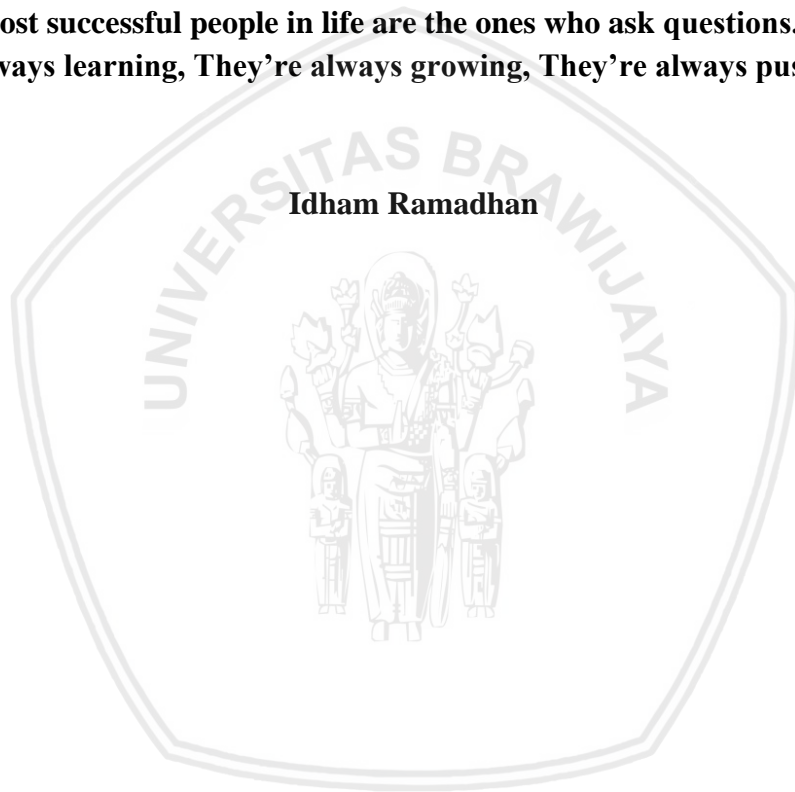 ost successful people in life are the ones who ask questions.
ways learning, They’re always growing, They’re always pus
UNIVERSITAS BRAWIJAYA
Idham Ramadhan